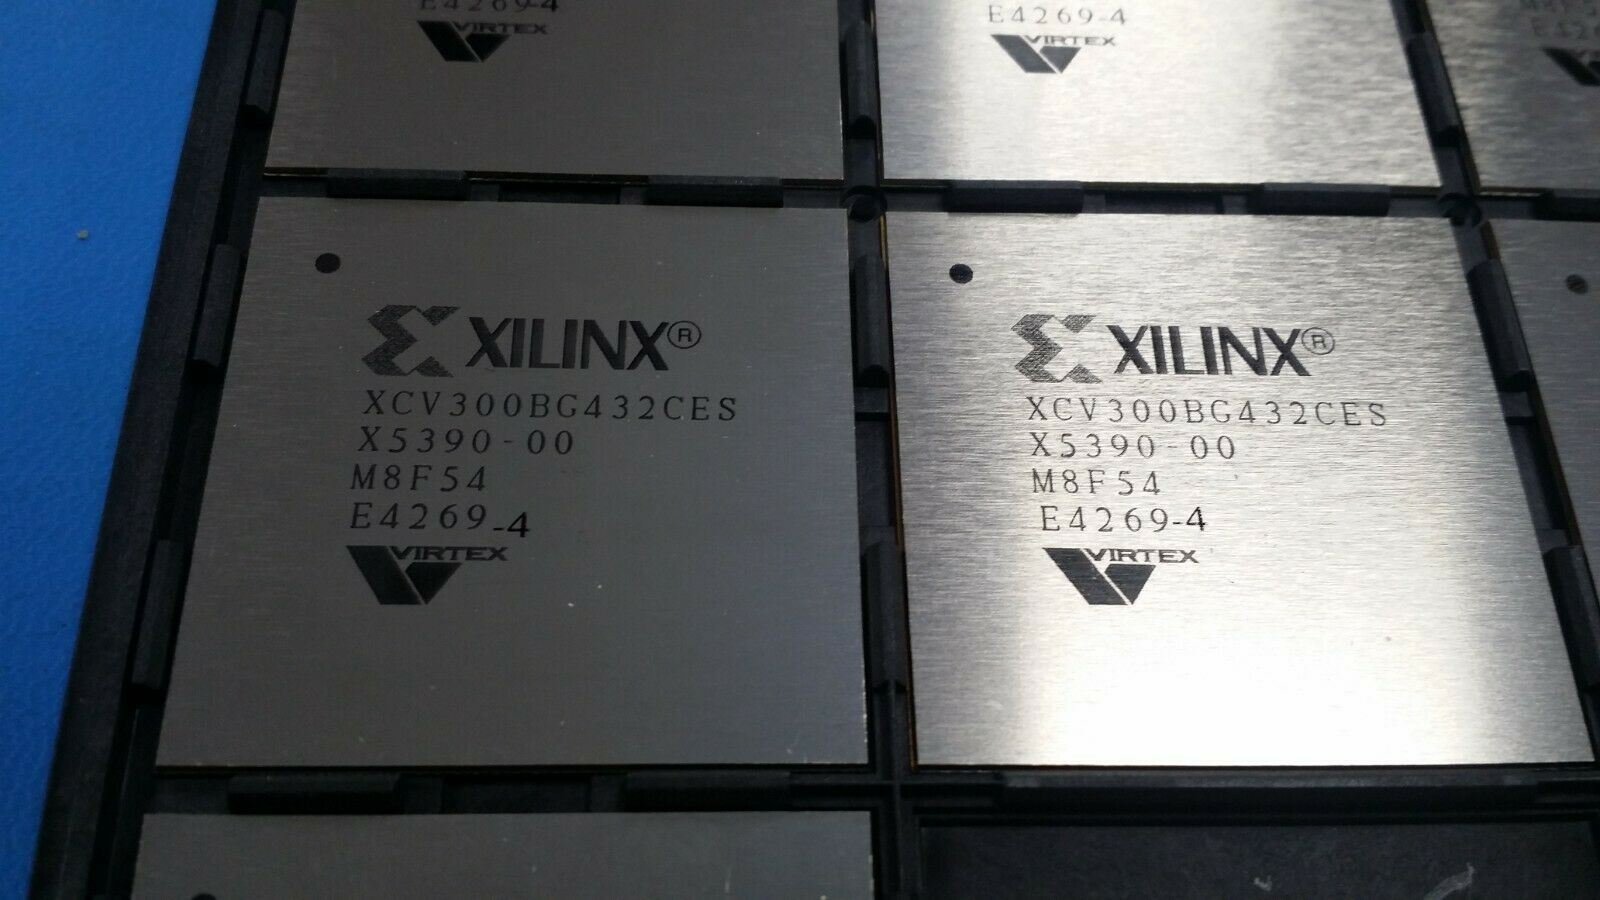 E4269-4
VIRTEX
E4269-4
VIRTEX
XILINX®
XCV300BG432CES
X5390-00
M8F54
E4269-4
VIRTEX
XILINX®
XCV300BG432CES
X5390-00
M8F54
E4269-4
VIRTEX